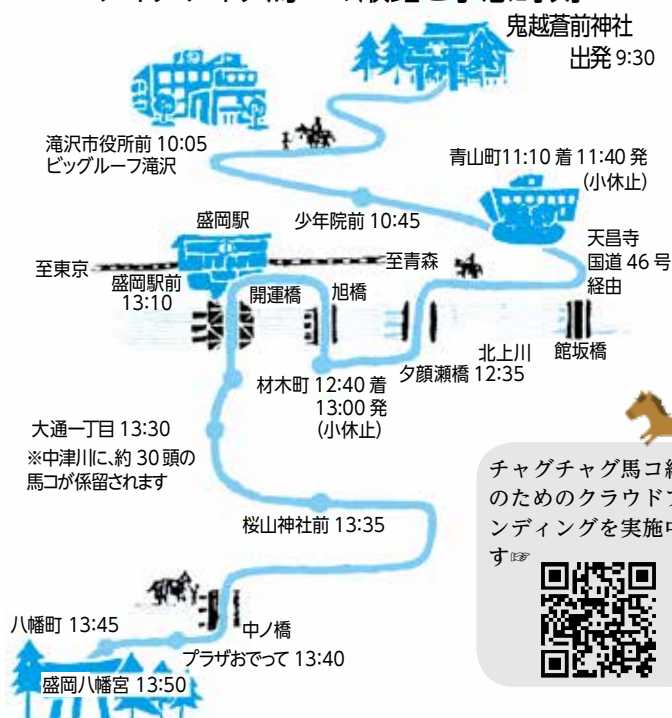 鬼越蒼前神社
出発 9:30
滝沢市役所前 10:05
ビッグルーフ滝沢
青山町11:10 着 11:40 発
(小休止)
少年院前 10:45
盛岡駅
天昌寺
国道 46 号
経由
至東京
至青森
盛岡駅前
13:10
開運橋
旭橋
北上川
館坂橋
夕顔瀬橋 12:35
材木町 12:40 着
13:00 発
(小休止)
大通一丁目 13:30
※中津川に、約 30 頭の
馬コが係留されます
桜山神社前 13:35
チャグチャグ馬コ
のためのクラウド
ンディングを実施中
す☞
八幡町 13:45
中ノ橋
プラザおでって 13:40
盛岡八幡宮 13:50